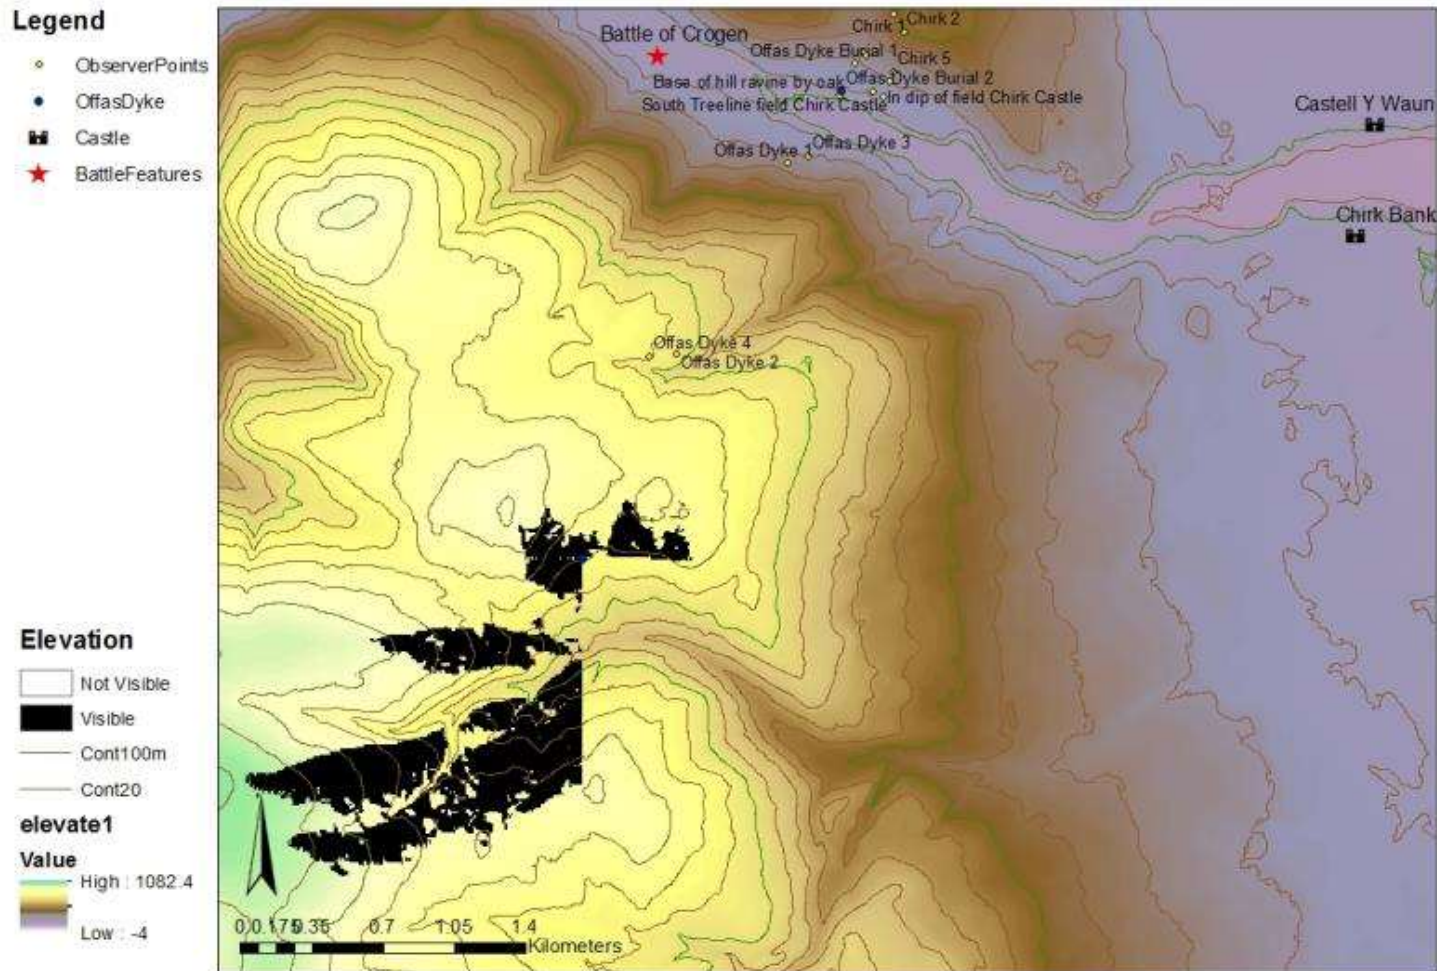 Legend
ObserverPoints
OffasDyke
Castle
BattleFeatures
Elevation
Not Visible
Visible
Cont100m
Cont20
elevate1
Value
High : 1082.4
Low : -4
Chirk 2
Chirk 1
Battle of Crogen
Offas Dyke Burial 1
Chirk 5
Base of hill ravine by oak
Offas Dyke Burial 2
South Treeline field Chirk Castle
In dip of field Chirk Castle
Castell Y Waun
Offas Dyke 1
Offas Dyke 3
Chirk Bank
Offas Dyke 4
Offas Dyke 2
0 0.175 0.35 0.7 1.05 1.4
Kilometers